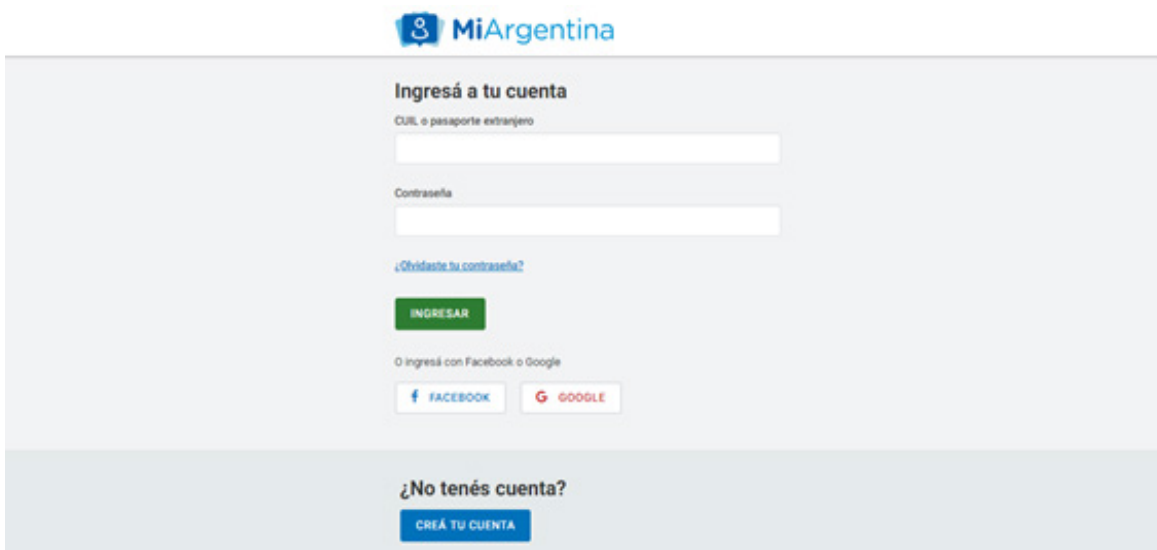 MiArgentina
Ingresá a tu cuenta
CUIL o pasaporte extranjero
Contraseña
¿Olvidaste tu contraseña?
INGRESAR
O ingresá con Facebook o Google
f FACEBOOK G GOOGLE
¿No tenés cuenta?
CREÁ TU CUENTA